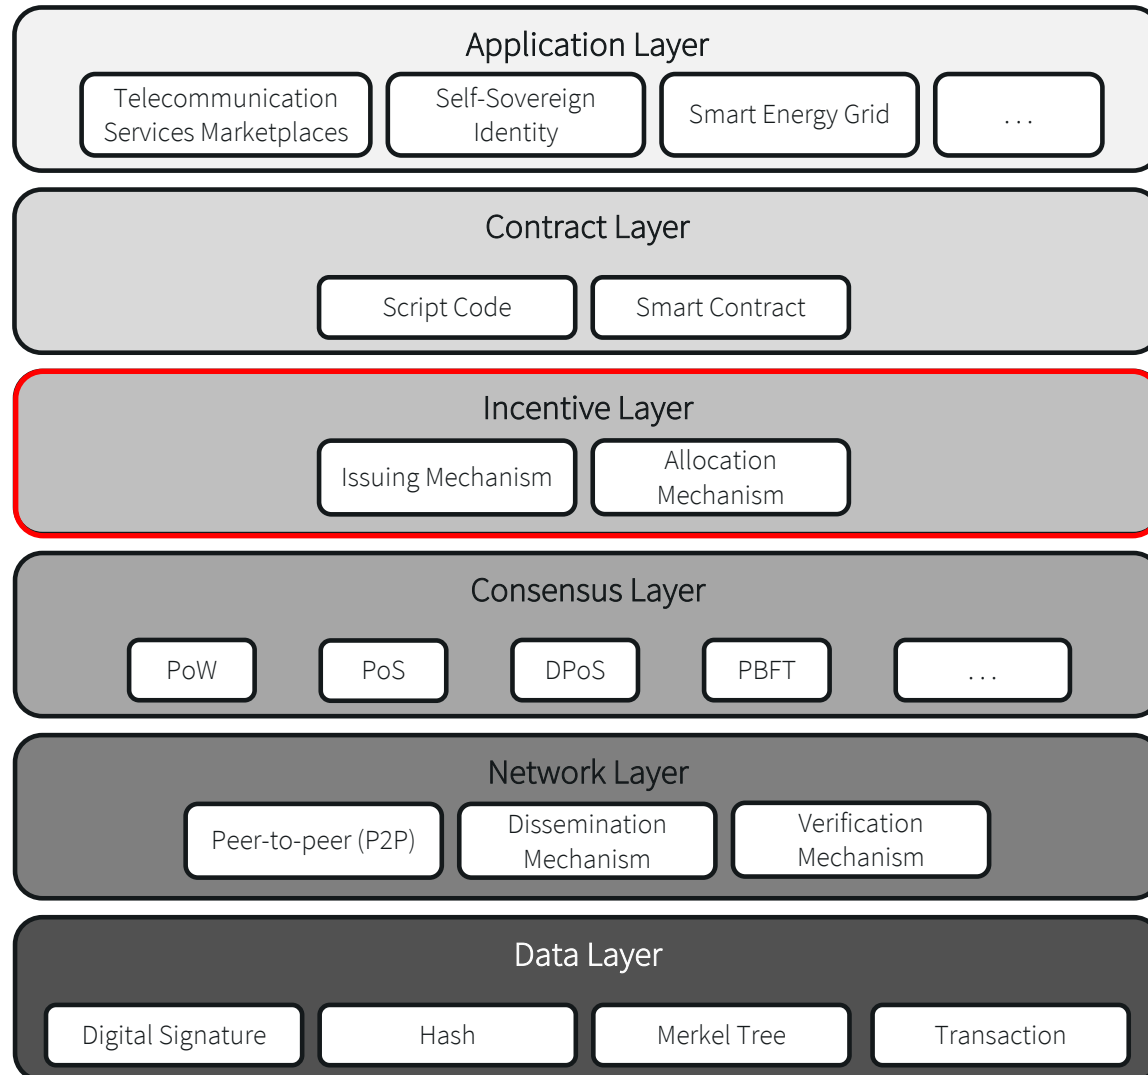 Application Layer
Telecommunication
Services Marketplaces
Self-Sovereign
Identity
Smart Energy Grid
...
Contract Layer
Script Code
Smart Contract
Incentive Layer
Issuing Mechanism
Allocation
Mechanism
Consensus Layer
PoW
PoS
DPoS
PBFT
...
Network Layer
Peer-to-peer (P2P)
Dissemination
Mechanism
Verification
Mechanism
Data Layer
Digital Signature
Hash
Merkel Tree
Transaction